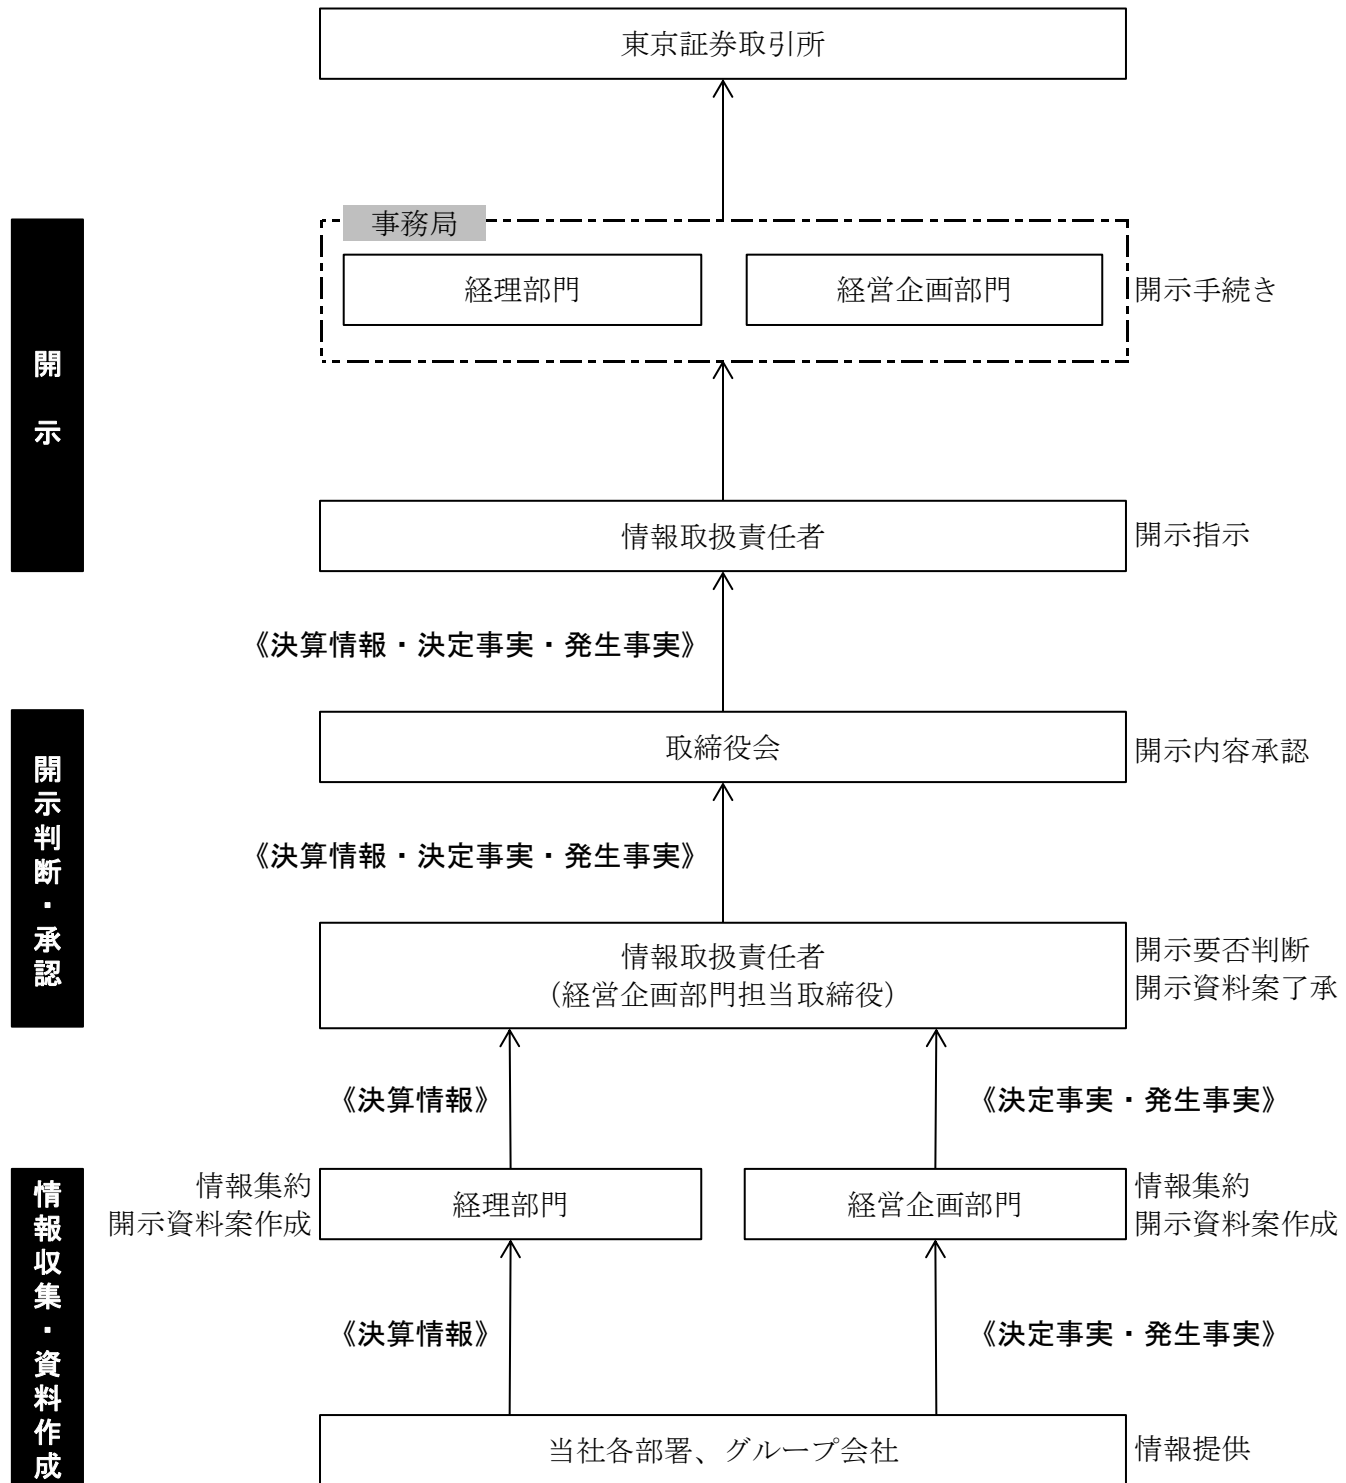 東京証券取引所
事務局
経理部門
経営企画部門
開示手続き
開示
情報取扱責任者
開示指示
《決算情報・決定事実・発生事実》
取締役会
開示内容承認
開示判断・承認
《決算情報・決定事実・発生事実》
情報取扱責任者
（経営企画部門担当取締役）
開示要否判断
開示資料案了承
《決算情報》
《決定事実・発生事実》
情報集約
開示資料案作成
経理部門
経営企画部門
情報集約
開示資料案作成
情報収集・資料作成
《決算情報》
《決定事実・発生事実》
当社各部署、グループ会社
情報提供